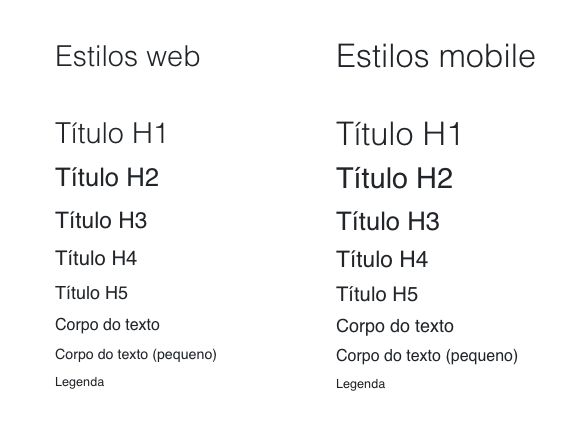 Estilos web
Título H1
Título H2
Título H3
Título H4
Título H5
Corpo do texto
Corpo do texto (pequeno)
Legenda
Estilos mobile
Título H1
Título H2
Título H3
Título H4
Título H5
Corpo do texto
Corpo do texto (pequeno)
Legenda